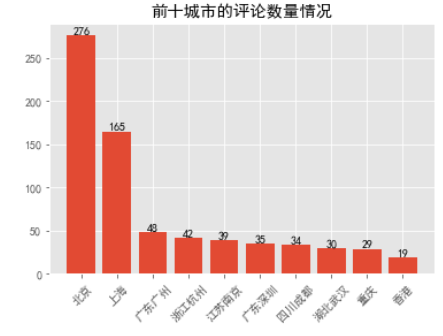 前十城市的评论数量情况
276
165
48
42
39
35
34
30
29
19
250
200
150
100
50
0
北京
上海
广东广州
浙江杭州
江苏南京
广东深圳
四川成都
湖北武汉
重庆
香港